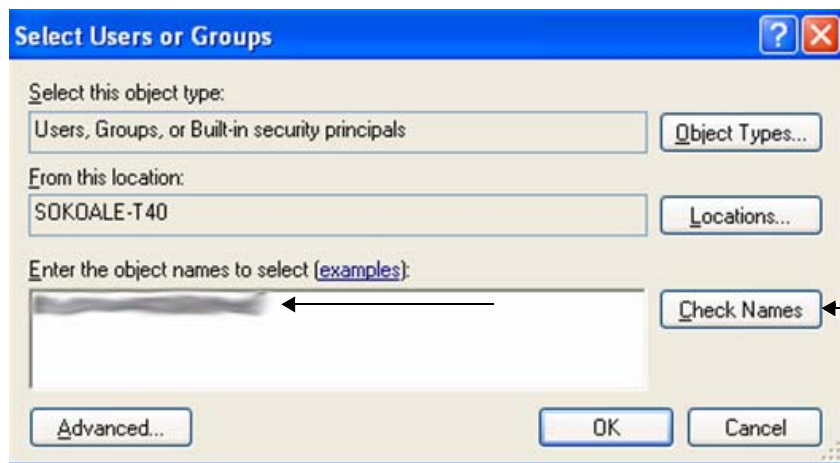 Select Users or Groups
Select this object type:
Users, Groups, or Built-in security principals
Object Types...
From this location:
SOKOALE-T40
Locations...
Enter the object names to select (examples):
Check Names
Advanced...
OK
Cancel